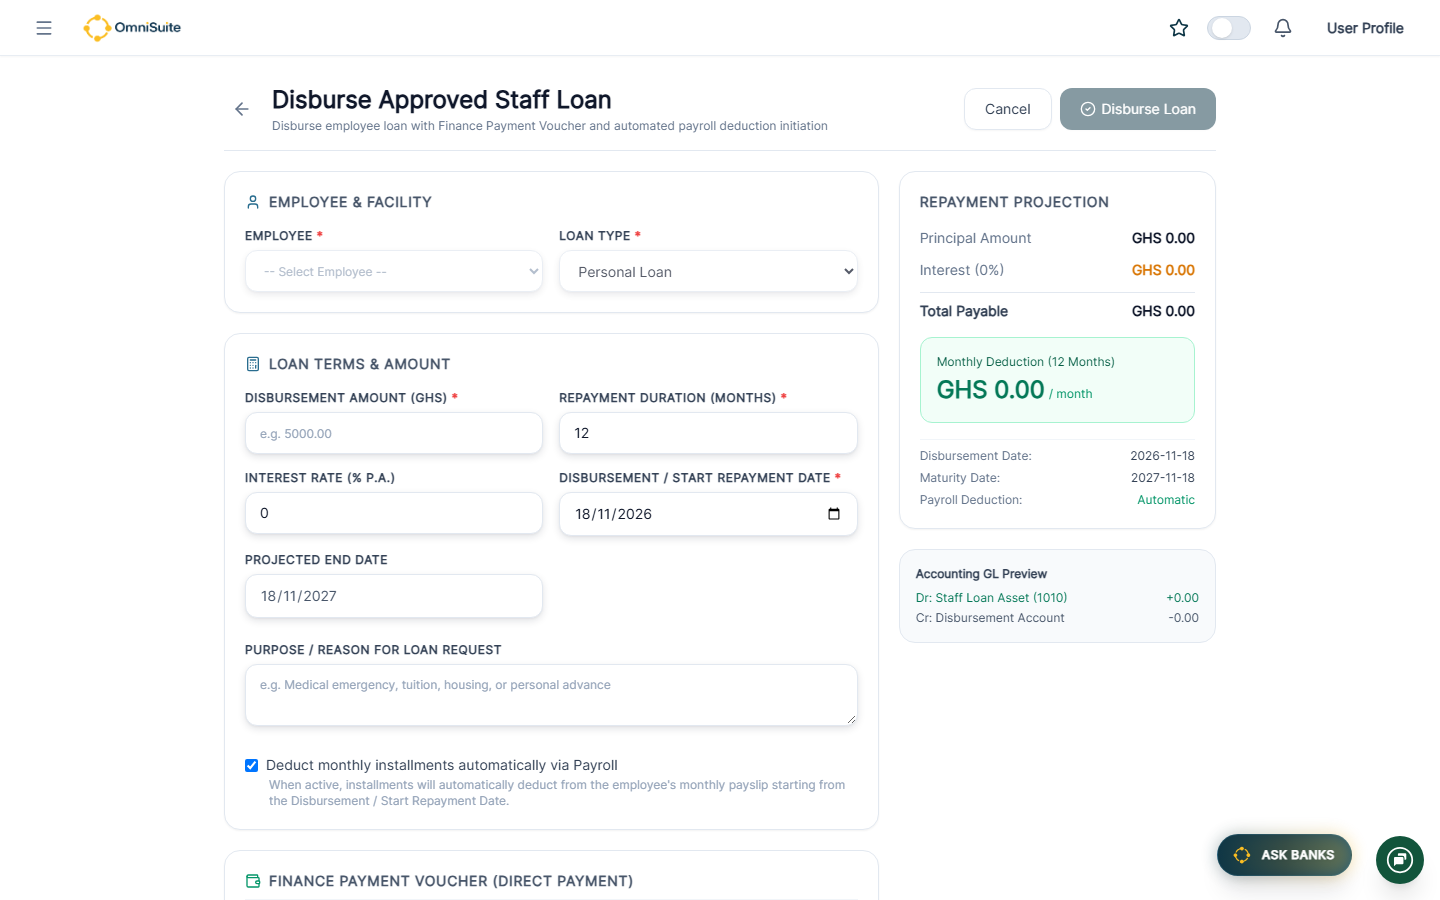 OmniSuite
User Profile
Disburse Approved Staff Loan
Disburse employee loan with Finance Payment Voucher and automated payroll deduction initiation
Cancel
Disburse Loan
EMPLOYEE & FACILITY
EMPLOYEE *
-- Select Employee --
LOAN TYPE *
Personal Loan
LOAN TERMS & AMOUNT
DISBURSEMENT AMOUNT (GHS) *
e.g. 5000.00
REPAYMENT DURATION (MONTHS) *
12
INTEREST RATE (% P.A.)
0
DISBURSEMENT / START REPAYMENT DATE *
18/11/2026
PROJECTED END DATE
18/11/2027
PURPOSE / REASON FOR LOAN REQUEST
e.g. Medical emergency, tuition, housing, or personal advance
Deduct monthly installments automatically via Payroll
When active, installments will automatically deduct from the employee's monthly payslip starting from
the Disbursement / Start Repayment Date.
FINANCE PAYMENT VOUCHER (DIRECT PAYMENT)
REPAYMENT PROJECTION
Principal Amount GHS 0.00
Interest (0%) GHS 0.00
Total Payable GHS 0.00
Monthly Deduction (12 Months)
GHS 0.00 / month
Disbursement Date: 2026-11-18
Maturity Date: 2027-11-18
Payroll Deduction: Automatic
Accounting GL Preview
Dr: Staff Loan Asset (1010) +0.00
Cr: Disbursement Account -0.00
ASK BANKS